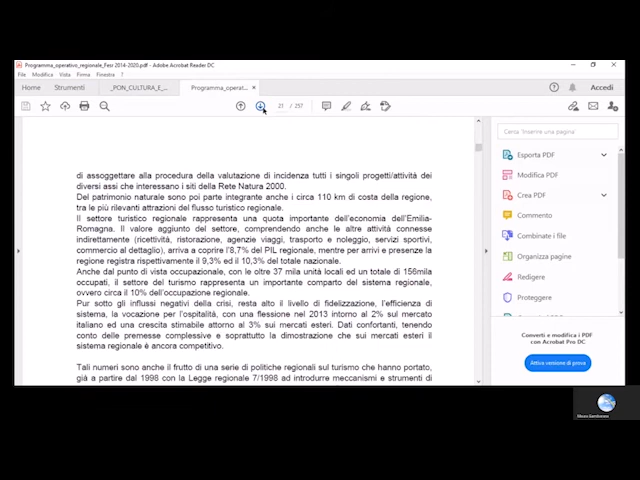 Programma_operativo_regionale_Fesr 2014-2020.pdf - Adobe Acrobat Reader DC
File Modifica Vista Firma Finestra ?
Home Strumenti _PON_CULTURA_E_... Programma_operat... × Accedi
21 / 257
di assoggettare alla procedura della valutazione di incidenza tutti i singoli progetti/attività dei
diversi assi che interessano i siti della Rete Natura 2000.
Del patrimonio naturale sono poi parte integrante anche i circa 110 km di costa della regione,
tra le più rilevanti attrazioni del flusso turistico regionale.
Il settore turistico regionale rappresenta una quota importante dell'economia dell'Emilia-
Romagna. Il valore aggiunto del settore, comprendendo anche le altre attività connesse
indirettamente (ricettività, ristorazione, agenzie viaggi, trasporto e noleggio, servizi sportivi,
commercio al dettaglio), arriva a coprire l'8,7% del PIL regionale, mentre per arrivi e presenze la
regione registra rispettivamente il 9,3% ed il 10,3% del totale nazionale.
Anche dal punto di vista occupazionale, con le oltre 37 mila unità locali ed un totale di 156mila
occupati, il settore del turismo rappresenta un importante comparto del sistema regionale,
ovvero circa il 10% dell'occupazione regionale.
Pur sotto gli influssi negativi della crisi, resta alto il livello di fidelizzazione, l'efficienza di
sistema, la vocazione per l'ospitalità, con una flessione nel 2013 intorno al 2% sul mercato
italiano ed una crescita stimabile attorno al 3% sui mercati esteri. Dati confortanti, tenendo
conto delle premesse complessive e soprattutto la dimostrazione che sui mercati esteri il
sistema regionale è ancora competitivo.
Tali numeri sono anche il frutto di una serie di politiche regionali sul turismo che hanno portato,
già a partire dal 1998 con la Legge regionale 7/1998 ad introdurre meccanismi e strumenti di
Cerca 'Inserire una pagina'
Esporta PDF
Modifica PDF
Crea PDF
Commento
Combinate i file
Organizza pagine
Redigere
Proteggere
Converti e modifica i PDF
con Acrobat Pro DC
Attiva versione di prova